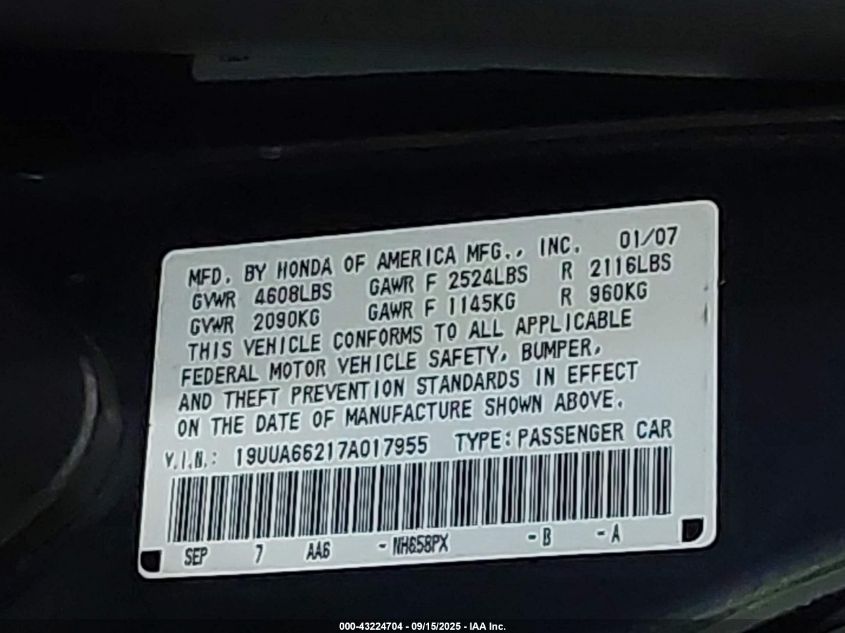 MFD. BY HONDA OF AMERICA MFG., INC. 01/07
GVWR 4608LBS GAWR F 2524LBS R 2116LBS
GVWR 2090KG GAWR F 1145KG R 960KG
THIS VEHICLE CONFORMS TO ALL APPLICABLE
FEDERAL MOTOR VEHICLE SAFETY, BUMPER,
AND THEFT PREVENTION STANDARDS IN EFFECT
ON THE DATE OF MANUFACTURE SHOWN ABOVE.
V.I.N.: 19UUA66217A017955 TYPE: PASSENGER CAR
SEP 7 AA6 -NH658PX -B -A
000-43224704 - 09/15/2025 - IAA Inc.